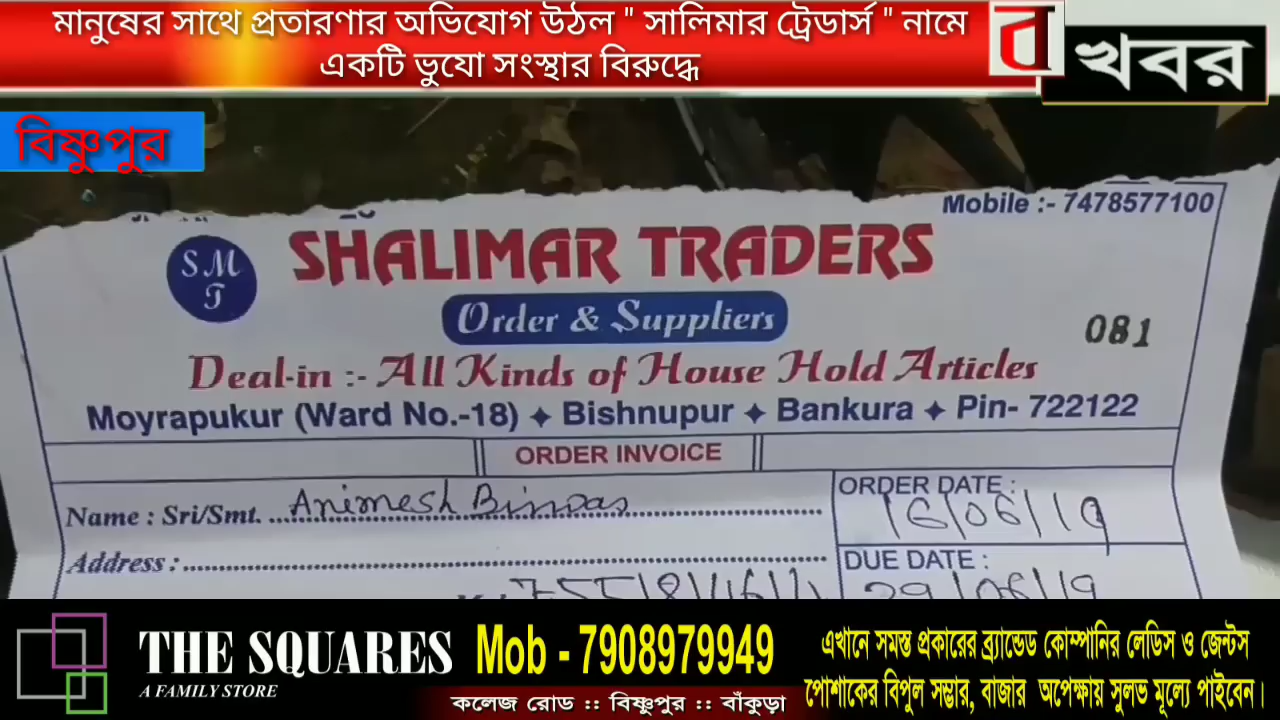 মানুষের সাথে প্রতারণার অভিযোগ উঠল " সালিমার ট্রেডার্স " নামে
একটি ভুযো সংস্থার বিরুদ্ধে
ব
খবর
বিষ্ণুপুর
Mobile :- 7478577100
SMT
SHALIMAR TRADERS
Order & Suppliers
081
Deal-in :- All Kinds of House Hold Articles
Moyrapukur (Ward No.-18) ✦ Bishnupur ✦ Bankura ✦ Pin- 722122
ORDER INVOICE
Name : Sri/Smt. Animesh Biswas
ORDER DATE :
16/06/19
Address :
DUE DATE :
29/06/19
THE SQUARES
A FAMILY STORE
Mob - 7908979949
কলেজ রোড :: বিষ্ণুপুর :: বাঁকুড়া
এখানে সমস্ত প্রকারের ব্র্যান্ডেড কোম্পানির লেডিস ও জেন্টস
পোশাকের বিপুল সম্ভার, বাজার অপেক্ষায় সুলভ মূল্যে পাইবেন।